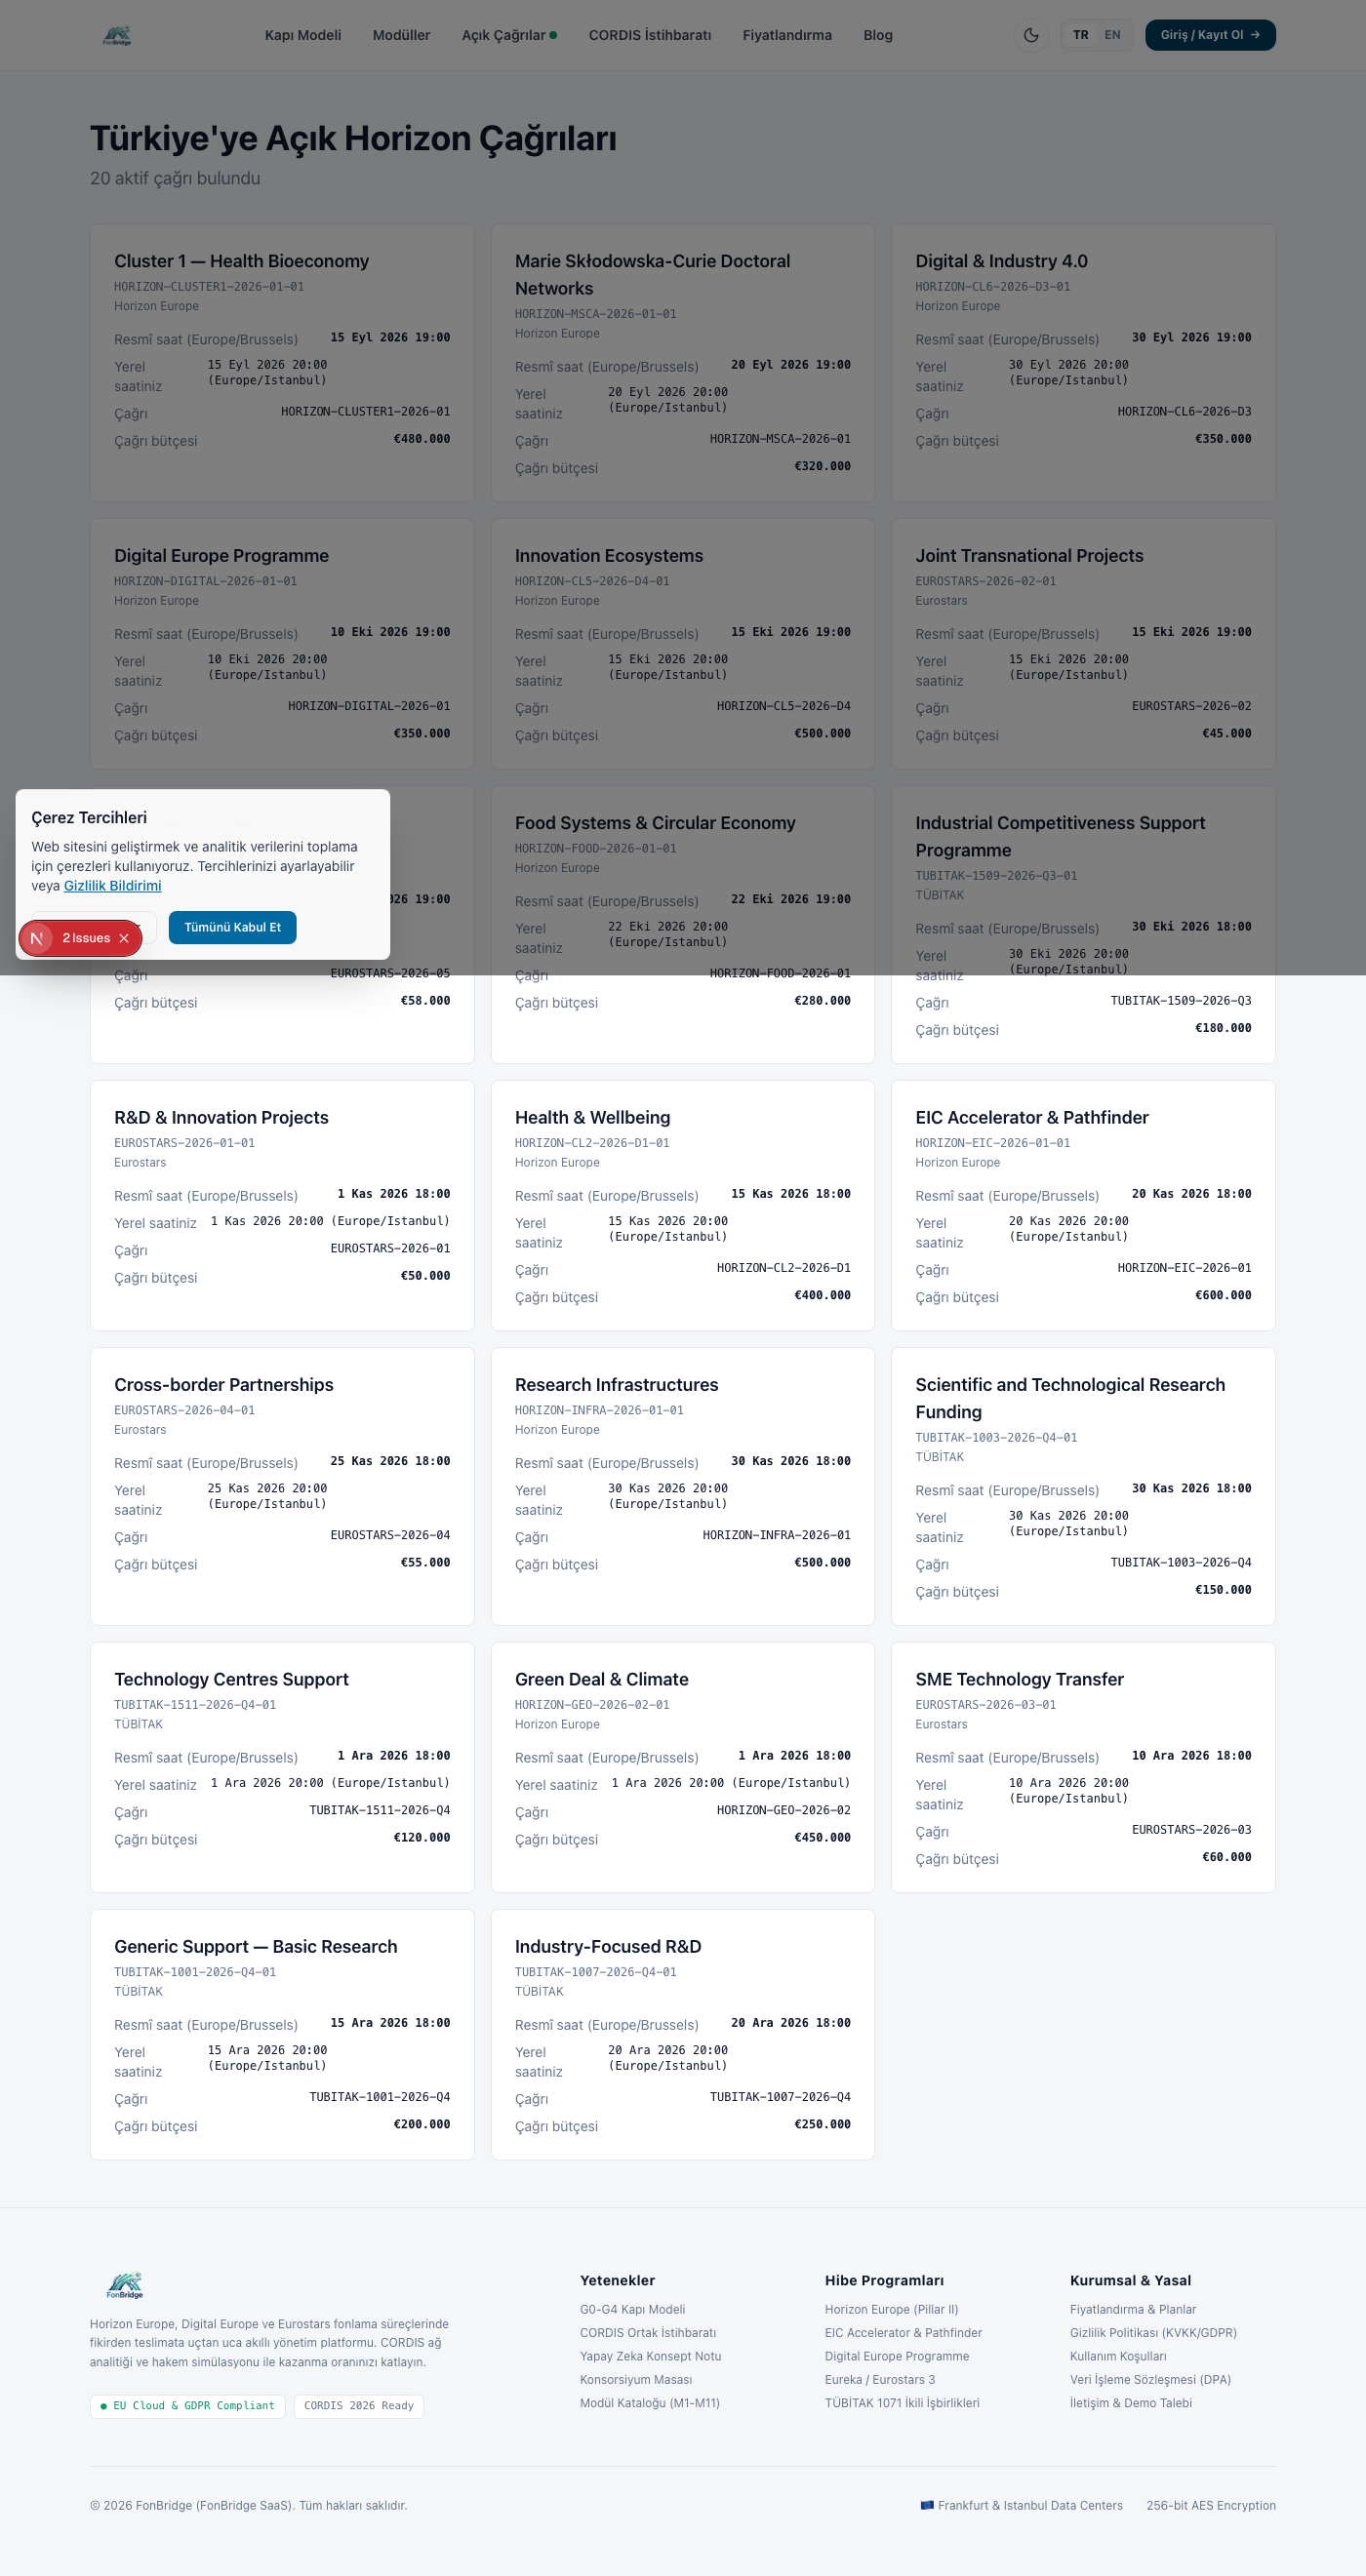 FonBridge
Kapı Modeli
Modüller
Açık Çağrılar
CORDIS İstihbaratı
Fiyatlandırma
Blog
TR
EN
Giriş / Kayıt Ol →
Türkiye'ye Açık Horizon Çağrıları
20 aktif çağrı bulundu
Cluster 1 — Health Bioeconomy
HORIZON-CLUSTER1-2026-01-01
Horizon Europe
Resmî saat (Europe/Brussels) 15 Eyl 2026 19:00
Yerel saatiniz 15 Eyl 2026 20:00 (Europe/Istanbul)
Çağrı HORIZON-CLUSTER1-2026-01
Çağrı bütçesi €480.000
Marie Skłodowska-Curie Doctoral
Networks
HORIZON-MSCA-2026-01-01
Horizon Europe
Resmî saat (Europe/Brussels) 20 Eyl 2026 19:00
Yerel saatiniz 20 Eyl 2026 20:00 (Europe/Istanbul)
Çağrı HORIZON-MSCA-2026-01
Çağrı bütçesi €320.000
Digital & Industry 4.0
HORIZON-CL6-2026-D3-01
Horizon Europe
Resmî saat (Europe/Brussels) 30 Eyl 2026 19:00
Yerel saatiniz 30 Eyl 2026 20:00 (Europe/Istanbul)
Çağrı HORIZON-CL6-2026-D3
Çağrı bütçesi €350.000
Digital Europe Programme
HORIZON-DIGITAL-2026-01-01
Horizon Europe
Resmî saat (Europe/Brussels) 10 Eki 2026 19:00
Yerel saatiniz 10 Eki 2026 20:00 (Europe/Istanbul)
Çağrı HORIZON-DIGITAL-2026-01
Çağrı bütçesi €350.000
Innovation Ecosystems
HORIZON-CL5-2026-D4-01
Horizon Europe
Resmî saat (Europe/Brussels) 15 Eki 2026 19:00
Yerel saatiniz 15 Eki 2026 20:00 (Europe/Istanbul)
Çağrı HORIZON-CL5-2026-D4
Çağrı bütçesi €500.000
Joint Transnational Projects
EUROSTARS-2026-02-01
Eurostars
Resmî saat (Europe/Brussels) 15 Eki 2026 19:00
Yerel saatiniz 15 Eki 2026 20:00 (Europe/Istanbul)
Çağrı EUROSTARS-2026-02
Çağrı bütçesi €45.000
Çerez Tercihleri
Web sitesini geliştirmek ve analitik verilerini toplama
için çerezleri kullanıyoruz. Tercihlerinizi ayarlayabilir
veya Gizlilik Bildirimi
Tümünü Kabul Et
2 Issues
2026 19:00
Çağrı EUROSTARS-2026-05
Çağrı bütçesi €58.000
Food Systems & Circular Economy
HORIZON-FOOD-2026-01-01
Horizon Europe
Resmî saat (Europe/Brussels) 22 Eki 2026 19:00
Yerel saatiniz 22 Eki 2026 20:00 (Europe/Istanbul)
Çağrı HORIZON-FOOD-2026-01
Çağrı bütçesi €280.000
Industrial Competitiveness Support
Programme
TUBITAK-1509-2026-Q3-01
TÜBİTAK
Resmî saat (Europe/Brussels) 30 Eki 2026 18:00
Yerel saatiniz 30 Eki 2026 20:00 (Europe/Istanbul)
Çağrı TUBITAK-1509-2026-Q3
Çağrı bütçesi €180.000
R&D & Innovation Projects
EUROSTARS-2026-01-01
Eurostars
Resmî saat (Europe/Brussels) 1 Kas 2026 18:00
Yerel saatiniz 1 Kas 2026 20:00 (Europe/Istanbul)
Çağrı EUROSTARS-2026-01
Çağrı bütçesi €50.000
Health & Wellbeing
HORIZON-CL2-2026-D1-01
Horizon Europe
Resmî saat (Europe/Brussels) 15 Kas 2026 18:00
Yerel saatiniz 15 Kas 2026 20:00 (Europe/Istanbul)
Çağrı HORIZON-CL2-2026-D1
Çağrı bütçesi €400.000
EIC Accelerator & Pathfinder
HORIZON-EIC-2026-01-01
Horizon Europe
Resmî saat (Europe/Brussels) 20 Kas 2026 18:00
Yerel saatiniz 20 Kas 2026 20:00 (Europe/Istanbul)
Çağrı HORIZON-EIC-2026-01
Çağrı bütçesi €600.000
Cross-border Partnerships
EUROSTARS-2026-04-01
Eurostars
Resmî saat (Europe/Brussels) 25 Kas 2026 18:00
Yerel saatiniz 25 Kas 2026 20:00 (Europe/Istanbul)
Çağrı EUROSTARS-2026-04
Çağrı bütçesi €55.000
Research Infrastructures
HORIZON-INFRA-2026-01-01
Horizon Europe
Resmî saat (Europe/Brussels) 30 Kas 2026 18:00
Yerel saatiniz 30 Kas 2026 20:00 (Europe/Istanbul)
Çağrı HORIZON-INFRA-2026-01
Çağrı bütçesi €500.000
Scientific and Technological Research
Funding
TUBITAK-1003-2026-Q4-01
TÜBİTAK
Resmî saat (Europe/Brussels) 30 Kas 2026 18:00
Yerel saatiniz 30 Kas 2026 20:00 (Europe/Istanbul)
Çağrı TUBITAK-1003-2026-Q4
Çağrı bütçesi €150.000
Technology Centres Support
TUBITAK-1511-2026-Q4-01
TÜBİTAK
Resmî saat (Europe/Brussels) 1 Ara 2026 18:00
Yerel saatiniz 1 Ara 2026 20:00 (Europe/Istanbul)
Çağrı TUBITAK-1511-2026-Q4
Çağrı bütçesi €120.000
Green Deal & Climate
HORIZON-GEO-2026-02-01
Horizon Europe
Resmî saat (Europe/Brussels) 1 Ara 2026 18:00
Yerel saatiniz 1 Ara 2026 20:00 (Europe/Istanbul)
Çağrı HORIZON-GEO-2026-02
Çağrı bütçesi €450.000
SME Technology Transfer
EUROSTARS-2026-03-01
Eurostars
Resmî saat (Europe/Brussels) 10 Ara 2026 18:00
Yerel saatiniz 10 Ara 2026 20:00 (Europe/Istanbul)
Çağrı EUROSTARS-2026-03
Çağrı bütçesi €60.000
Generic Support — Basic Research
TUBITAK-1001-2026-Q4-01
TÜBİTAK
Resmî saat (Europe/Brussels) 15 Ara 2026 18:00
Yerel saatiniz 15 Ara 2026 20:00 (Europe/Istanbul)
Çağrı TUBITAK-1001-2026-Q4
Çağrı bütçesi €200.000
Industry-Focused R&D
TUBITAK-1007-2026-Q4-01
TÜBİTAK
Resmî saat (Europe/Brussels) 20 Ara 2026 18:00
Yerel saatiniz 20 Ara 2026 20:00 (Europe/Istanbul)
Çağrı TUBITAK-1007-2026-Q4
Çağrı bütçesi €250.000
FonBridge
Horizon Europe, Digital Europe ve Eurostars fonlama süreçlerinde
fikirden teslimata uçtan uca akıllı yönetim platformu. CORDIS ağ
analitiği ve hakem simülasyonu ile kazanma oranınızı katlayın.
● EU Cloud & GDPR Compliant
CORDIS 2026 Ready
Yetenekler
G0-G4 Kapı Modeli
CORDIS Ortak İstihbaratı
Yapay Zeka Konsept Notu
Konsorsiyum Masası
Modül Kataloğu (M1-M11)
Hibe Programları
Horizon Europe (Pillar II)
EIC Accelerator & Pathfinder
Digital Europe Programme
Eureka / Eurostars 3
TÜBİTAK 1071 İkili İşbirlikleri
Kurumsal & Yasal
Fiyatlandırma & Planlar
Gizlilik Politikası (KVKK/GDPR)
Kullanım Koşulları
Veri İşleme Sözleşmesi (DPA)
İletişim & Demo Talebi
© 2026 FonBridge (FonBridge SaaS). Tüm hakları saklıdır.
Frankfurt & Istanbul Data Centers
256-bit AES Encryption